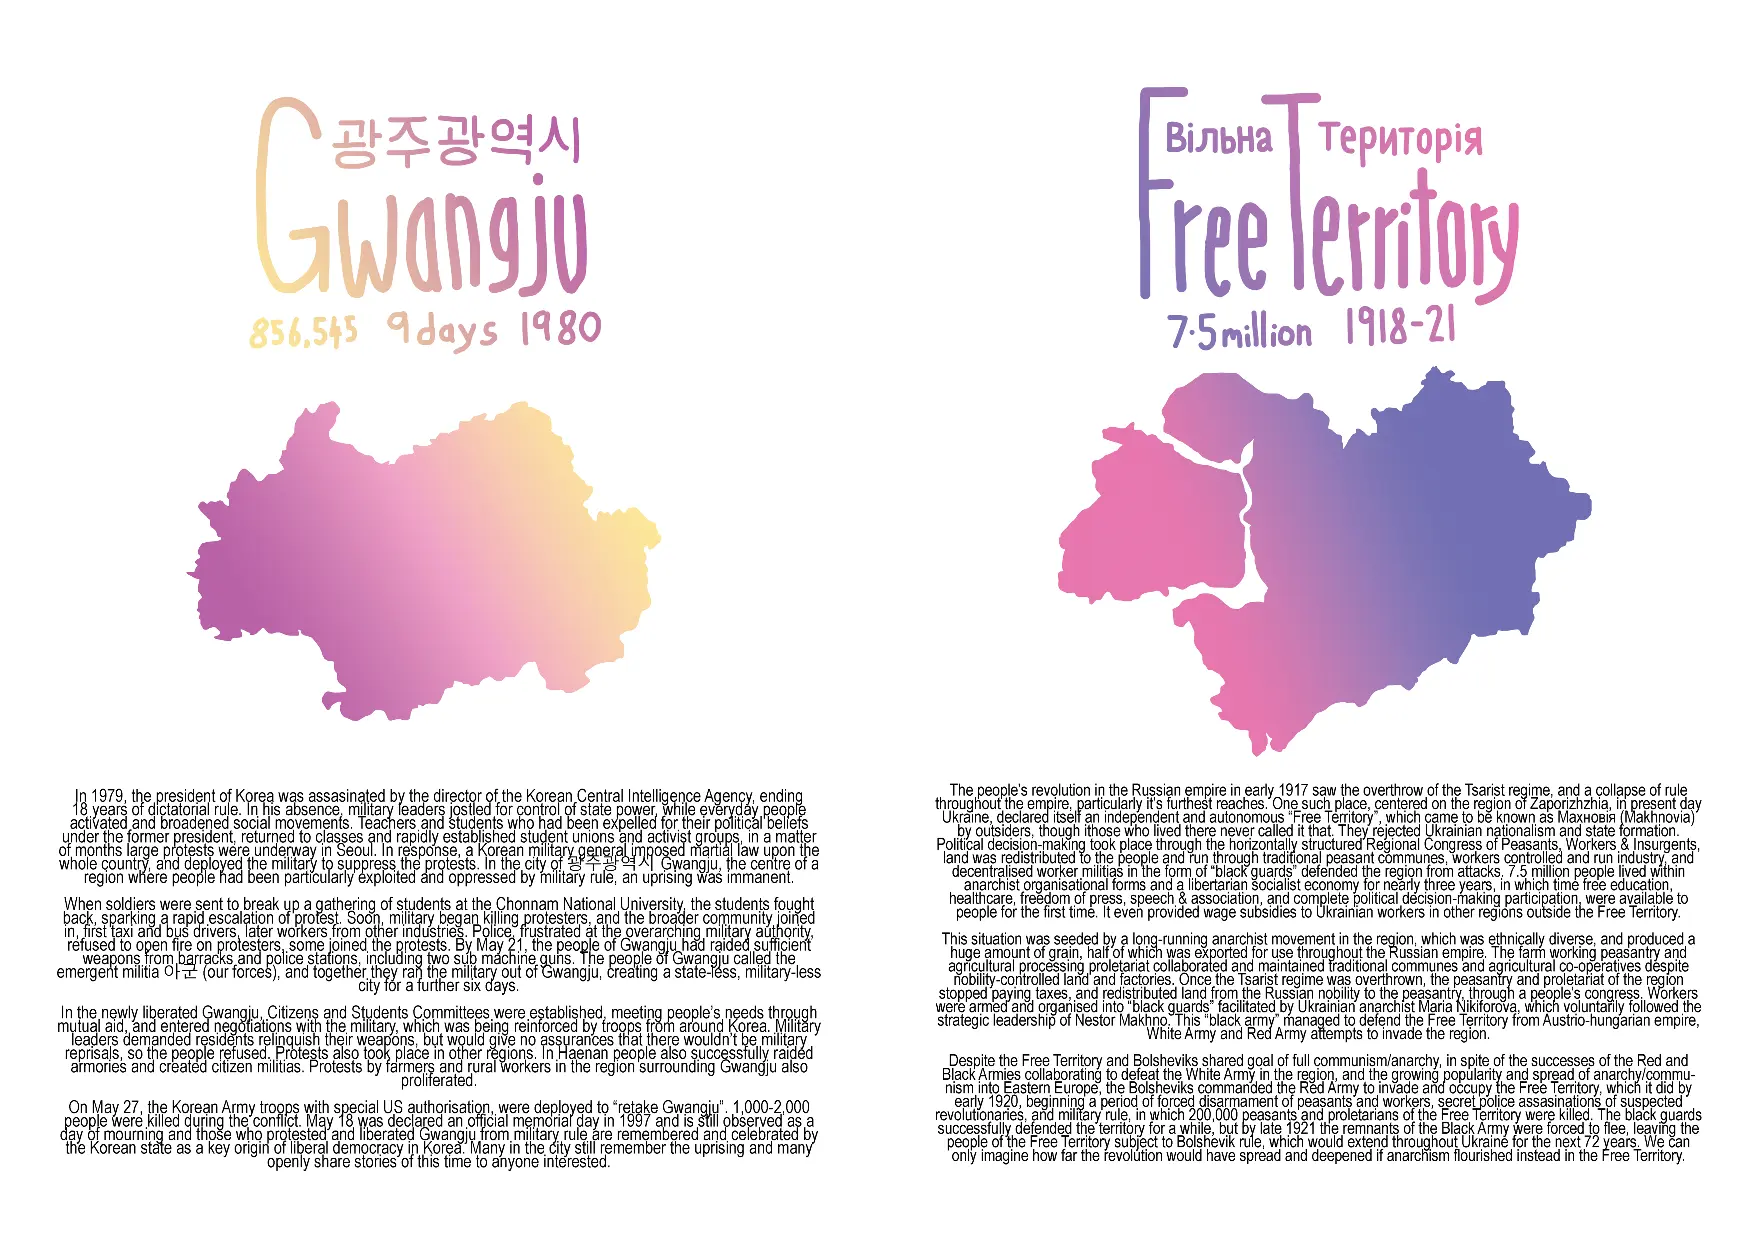 광주광역시
Gwangju
856,545 9days 1980
In 1979, the president of Korea was assasinated by the director of the Korean Central Intelligence Agency, ending
18 years of dictatorial rule. In his absence, military leaders jostled for control of state power, while everyday people
activated and broadened social movements. Teachers and students who had been expelled for their political beliefs
under the former president, returned to classes and rapidly established student unions and activist groups, in a matter
of months large protests were underway in Seoul. In response, a Korean military general imposed martial law upon the
whole country, and deployed the military to suppress the protests. In the city of 광주광역시 Gwangju, the centre of a
region where people had been particularly exploited and oppressed by military rule, an uprising was immanent.
When soldiers were sent to break up a gathering of students at the Chonnam National University, the students fought
back, sparking a rapid escalation of protest. Soon, military began killing protesters, and the broader community joined
in, first taxi and bus drivers, later workers from other industries. Police, frustrated at the overarching military authority,
refused to open fire on protesters, some joined the protests. By May 21, the people of Gwangju had raided sufficient
weapons from barracks and police stations, including two sub machine guns. The people of Gwangju called the
emergent militia 아군 (our forces), and together they ran the military out of Gwangju, creating a state-less, military-less
city for a further six days.
In the newly liberated Gwangju, Citizens and Students Committees were established, meeting people's needs through
mutual aid, and entered negotiations with the military, which was being reinforced by troops from around Korea. Military
leaders demanded residents relinquish their weapons, but would give no assurances that there wouldn't be military
reprisals, so the people refused. Protests also took place in other regions. In Haenan people also successfully raided
armories and created citizen militias. Protests by farmers and rural workers in the region surrounding Gwangju also
proliferated.
On May 27, the Korean Army troops with special US authorisation, were deployed to “retake Gwangju”. 1,000-2,000
people were killed during the conflict. May 18 was declared an official memorial day in 1997 and is still observed as a
day of mourning and those who protested and liberated Gwangju from military rule are remembered and celebrated by
the Korean state as a key origin of liberal democracy in Korea. Many in the city still remember the uprising and many
openly share stories of this time to anyone interested.
Вільна Територія
Free Territory
7.5 million 1918-21
The people's revolution in the Russian empire in early 1917 saw the overthrow of the Tsarist regime, and a collapse of rule
throughout the empire, particularly it's furthest reaches. One such place, centered on the region of Zaporizhzhia, in present day
Ukraine, declared itself an independent and autonomous “Free Territory”, which came to be known as Махновія (Makhnovia)
by outsiders, though ithose who lived there never called it that. They rejected Ukrainian nationalism and state formation.
Political decision-making took place through the horizontally structured Regional Congress of Peasants, Workers & Insurgents,
land was redistributed to the people and run through traditional peasant communes, workers controlled and run industry, and
decentralised worker militias in the form of “black guards” defended the region from attacks. 7.5 million people lived within
anarchist organisational forms and a libertarian socialist economy for nearly three years, in which time free education,
healthcare, freedom of press, speech & association, and complete political decision-making participation, were available to
people for the first time. It even provided wage subsidies to Ukrainian workers in other regions outside the Free Territory.
This situation was seeded by a long-running anarchist movement in the region, which was ethnically diverse, and produced a
huge amount of grain, half of which was exported for use throughout the Russian empire. The farm working peasantry and
agricultural processing proletariat collaborated and maintained traditional communes and agricultural co-operatives despite
nobility-controlled land and factories. Once the Tsarist regime was overthrown, the peasantry and proletariat of the region
stopped paying taxes, and redistributed land from the Russian nobility to the peasantry, through a people's congress. Workers
were armed and organised into “black guards” facilitated by Ukrainian anarchist Maria Nikiforova, which voluntarily followed the
strategic leadership of Nestor Makhno. This “black army” managed to defend the Free Territory from Austrio-hungarian empire,
White Army and Red Army attempts to invade the region.
Despite the Free Territory and Bolsheviks shared goal of full communism/anarchy, in spite of the successes of the Red and
Black Armies collaborating to defeat the White Army in the region, and the growing popularity and spread of anarchy/commu-
nism into Eastern Europe, the Bolsheviks commanded the Red Army to invade and occupy the Free Territory, which it did by
early 1920, beginning a period of forced disarmament of peasants and workers, secret police assasinations of suspected
revolutionaries, and military rule, in which 200,000 peasants and proletarians of the Free Territory were killed. The black guards
successfully defended the territory for a while, but by late 1921 the remnants of the Black Army were forced to flee, leaving the
people of the Free Territory subject to Bolshevik rule, which would extend throughout Ukraine for the next 72 years. We can
only imagine how far the revolution would have spread and deepened if anarchism flourished instead in the Free Territory.